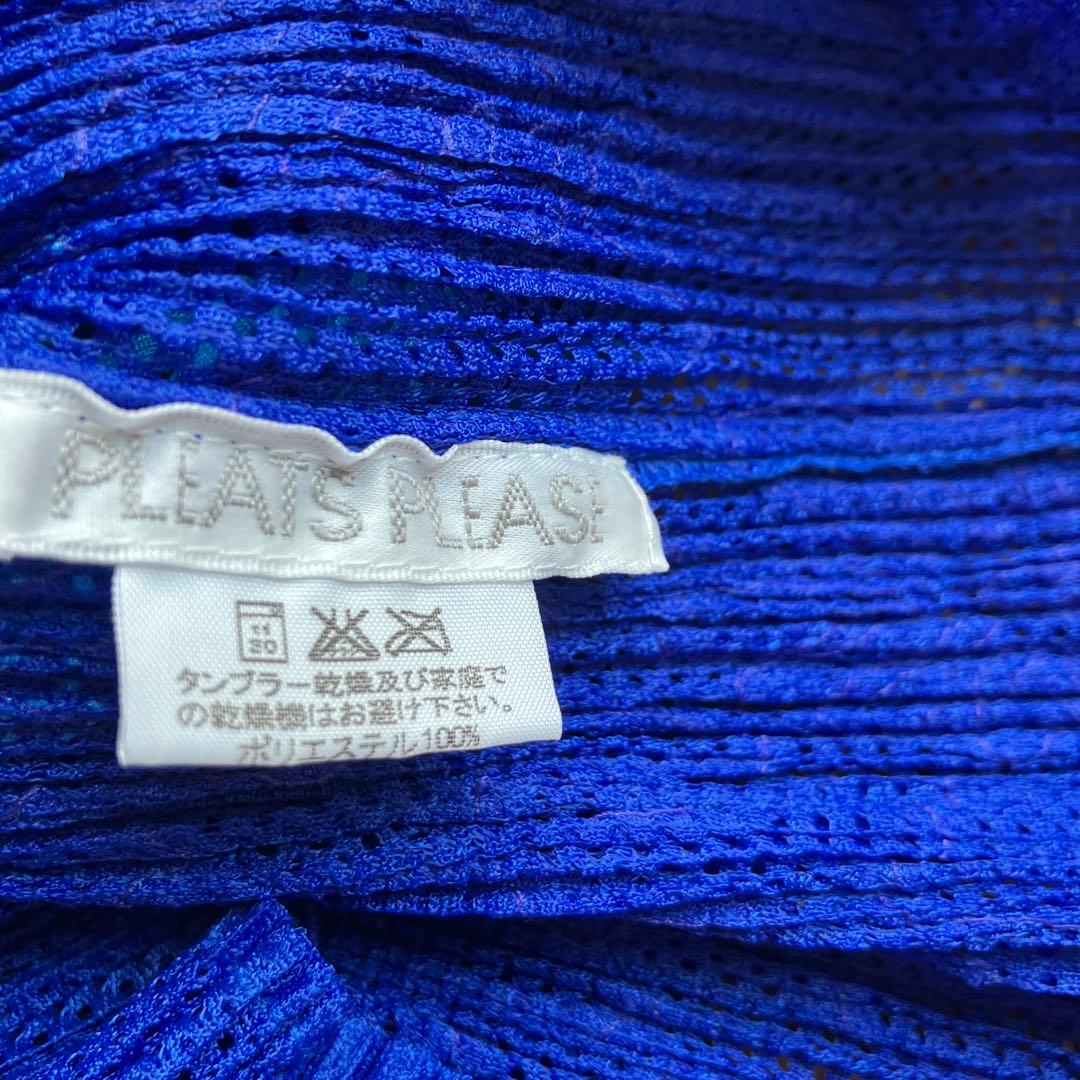 PLEATS PLEASE
30
タンブラー乾燥及び家庭で
の乾燥機はお避け下さい。
ポリエステル100%